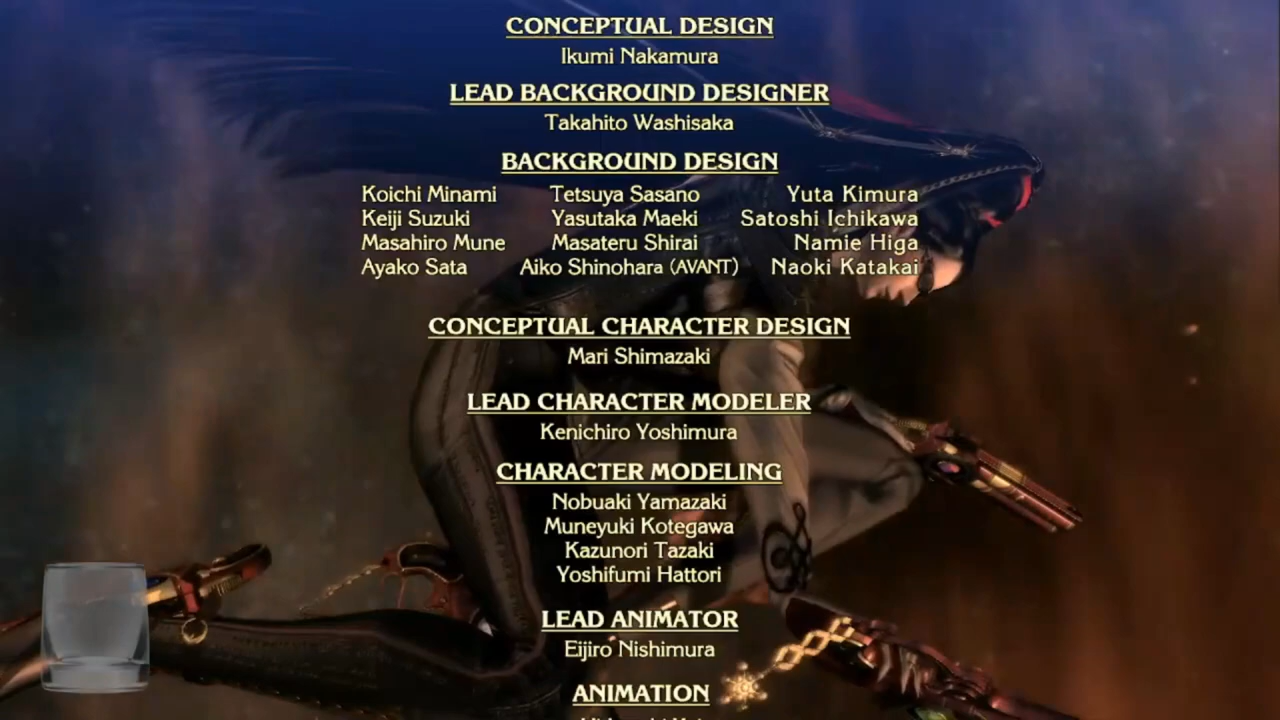 CONCEPTUAL DESIGN
Ikumi Nakamura
LEAD BACKGROUND DESIGNER
Takahito Washisaka
BACKGROUND DESIGN
Koichi Minami Tetsuya Sasano Yuta Kimura
Keiji Suzuki Yasutaka Maeki Satoshi Ichikawa
Masahiro Mune Masateru Shirai Namie Higa
Ayako Sata Aiko Shinohara (AVANT) Naoki Katakai
CONCEPTUAL CHARACTER DESIGN
Mari Shimazaki
LEAD CHARACTER MODELER
Kenichiro Yoshimura
CHARACTER MODELING
Nobuaki Yamazaki
Muneyuki Kotegawa
Kazunori Tazaki
Yoshifumi Hattori
LEAD ANIMATOR
Eijiro Nishimura
ANIMATION